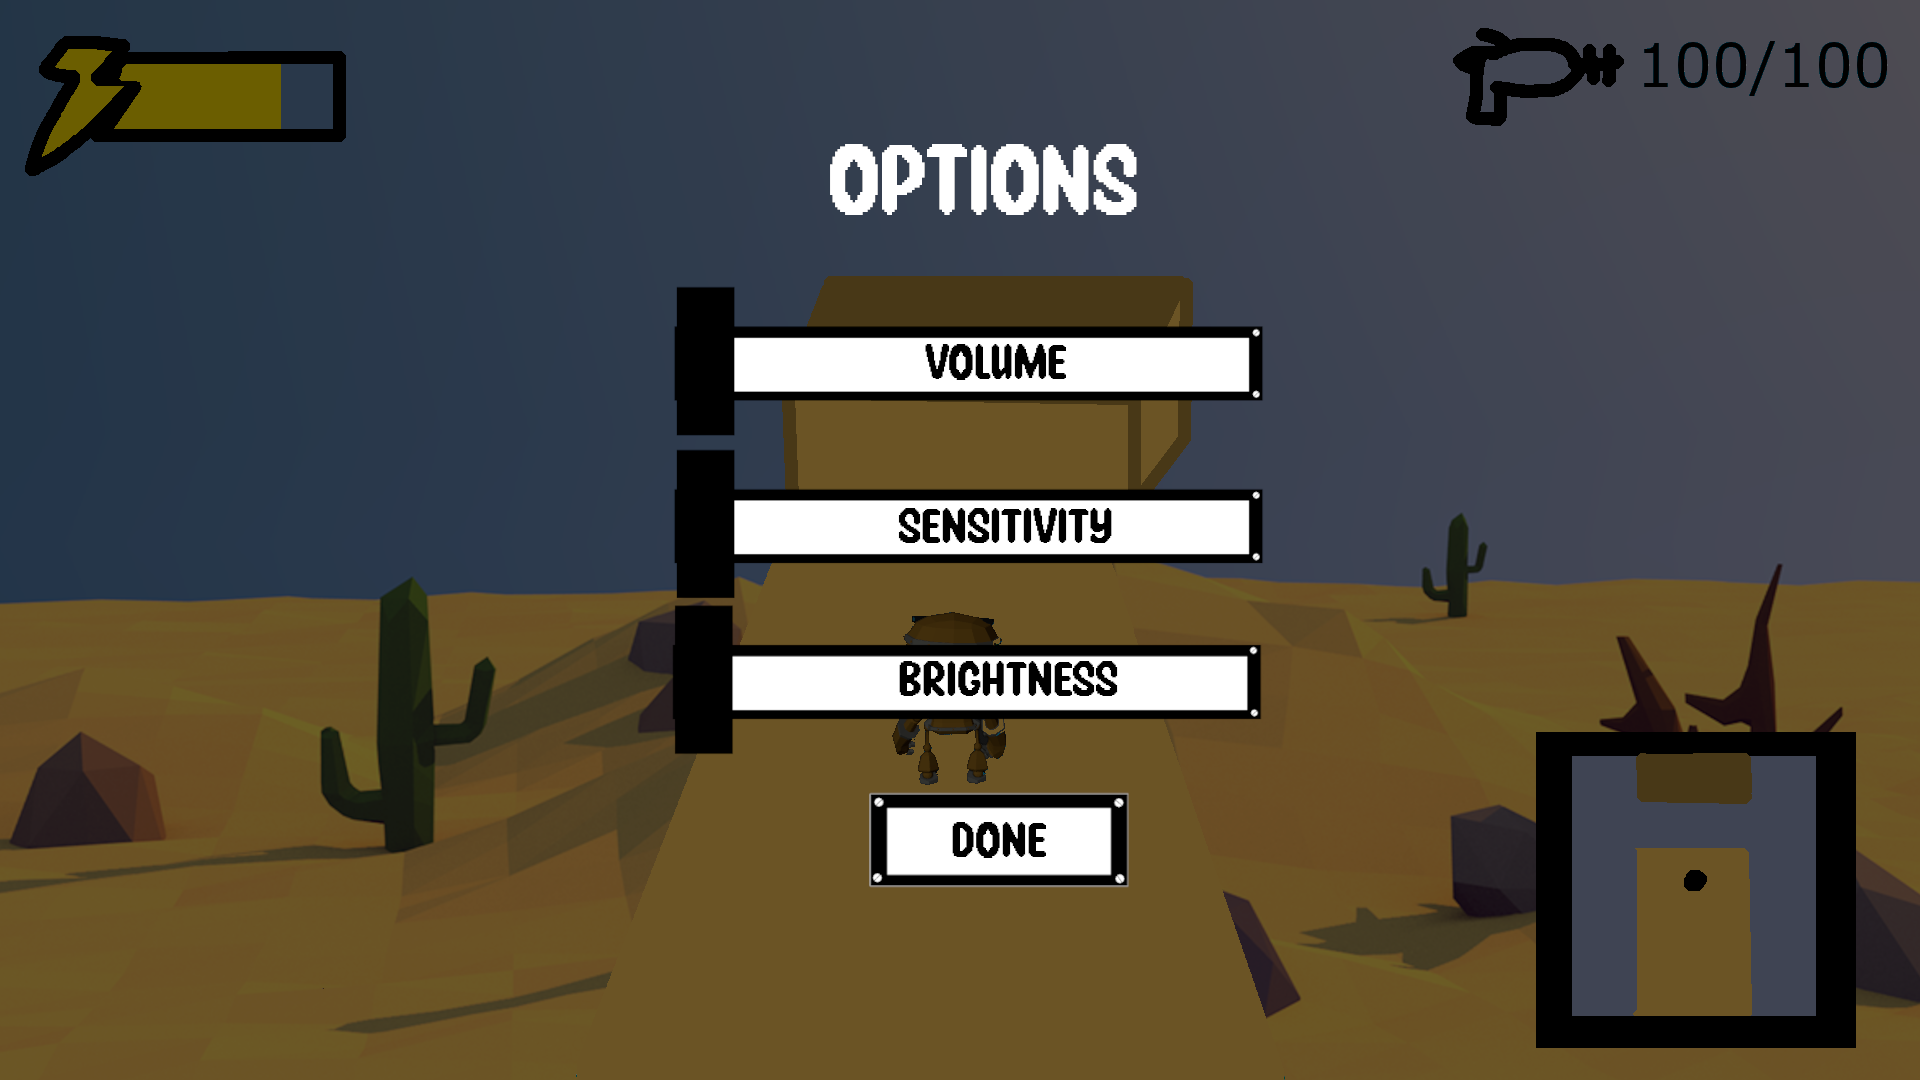 100/100
OPTIONS
VOLUME
SENSITIVITY
BRIGHTNESS
DONE